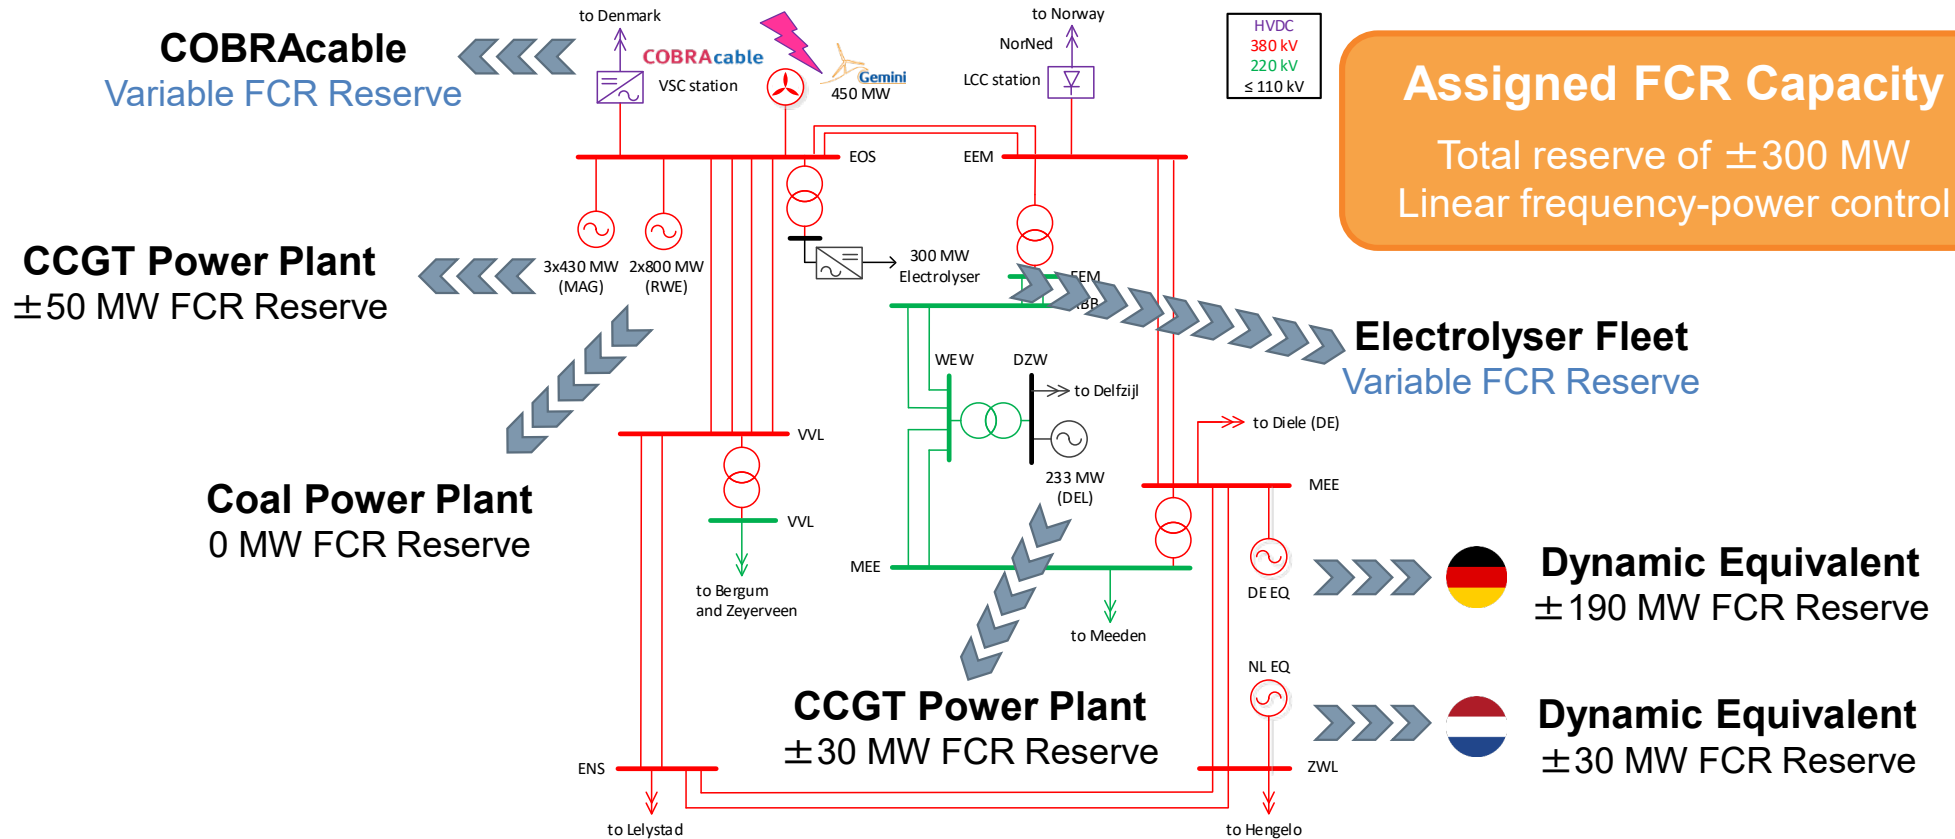 to Denmark
COBRAcable
Variable FCR Reserve
COBRAcable
VSC station
Gemini
450 MW
to Norway
NorNed
LCC station
HVDC
380 kV
220 kV
≤ 110 kV
Assigned FCR Capacity
Total reserve of ±300 MW
Linear frequency-power control
EOS
EEM
CCGT Power Plant
±50 MW FCR Reserve
3x430 MW
(MAG)
2x800 MW
(RWE)
300 MW
Electrolyser
EEM
Electrolyser Fleet
Variable FCR Reserve
WEW
DZW
to Delfzijl
233 MW
(DEL)
to Diele (DE)
VVL
MEE
Coal Power Plant
0 MW FCR Reserve
VVL
to Bergum
and Zeyerveen
MEE
to Meeden
DE EQ
Dynamic Equivalent
±190 MW FCR Reserve
NL EQ
CCGT Power Plant
±30 MW FCR Reserve
Dynamic Equivalent
±30 MW FCR Reserve
ENS
ZWL
to Lelystad
to Hengelo